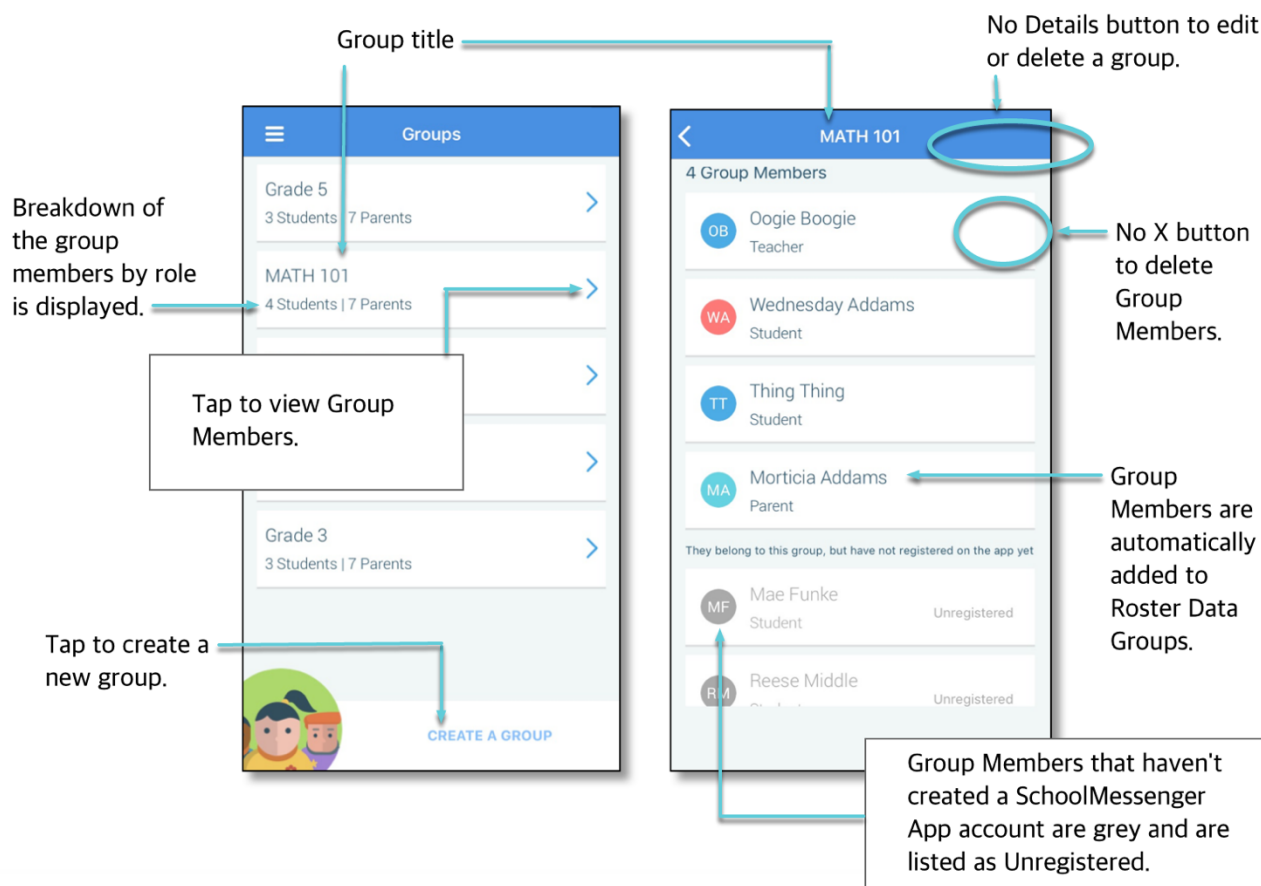 Group title
No Details button to edit
or delete a group.
Groups
Grade 5
3 Students | 7 Parents
MATH 101
4 Students | 7 Parents
Grade 3
3 Students | 7 Parents
CREATE A GROUP
Breakdown of
the group
members by role
is displayed.
Tap to view Group
Members.
Tap to create a
new group.
MATH 101
4 Group Members
OB
Oogie Boogie
Teacher
WA
Wednesday Addams
Student
TT
Thing Thing
Student
MA
Morticia Addams
Parent
They belong to this group, but have not registered on the app yet
MF
Mae Funke
Student
Unregistered
RM
Reese Middle
Unregistered
No X button
to delete
Group
Members.
Group
Members are
automatically
added to
Roster Data
Groups.
Group Members that haven't
created a SchoolMessenger
App account are grey and are
listed as Unregistered.